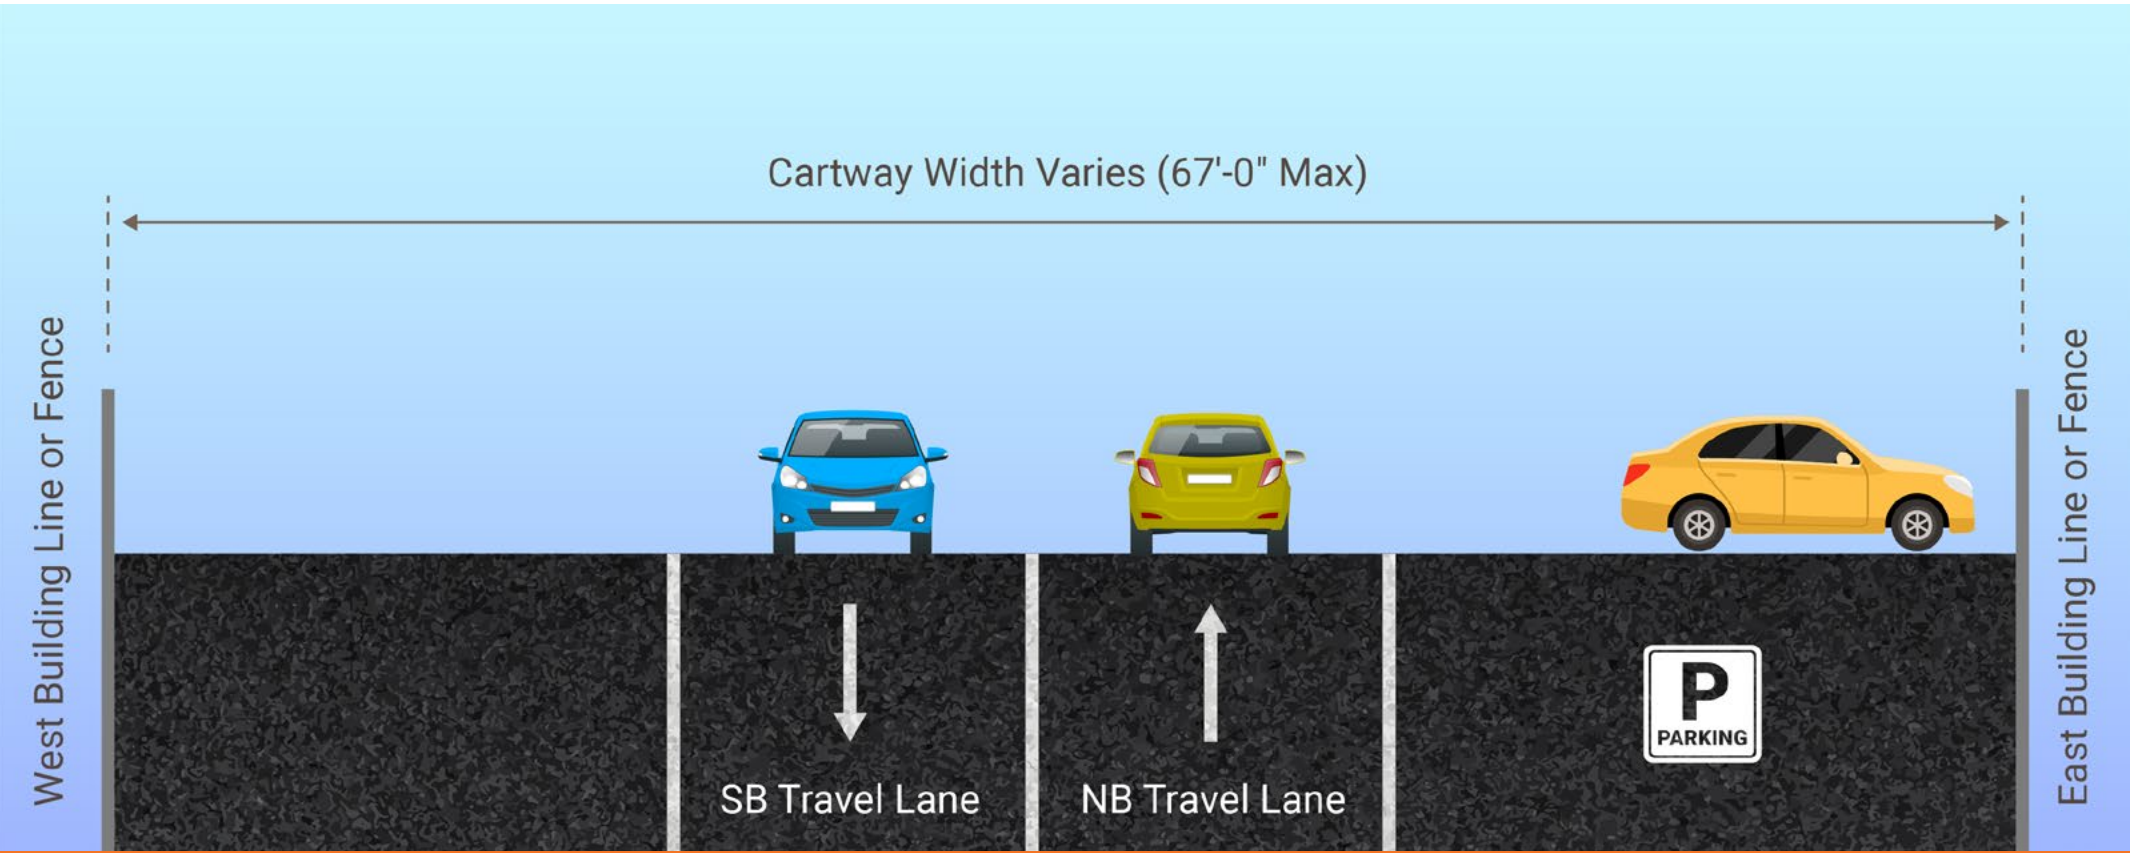 Cartway Width Varies (67'-0" Max)
West Building Line or Fence
East Building Line or Fence
P
PARKING
SB Travel Lane
NB Travel Lane